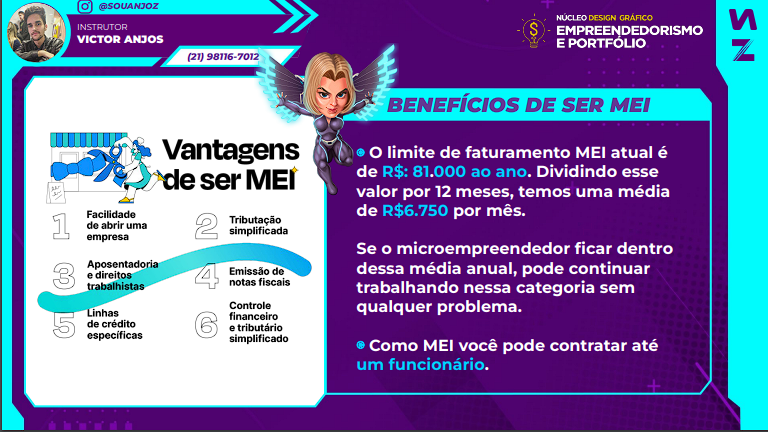 @SOUANJOZ
INSTRUTOR
VICTOR ANJOS
(21) 98116-7012
NÚCLEO DESIGN GRÁFICO
EMPREENDEDORISMO
E PORTFÓLIO
BENEFÍCIOS DE SER MEI
Vantagens
de ser MEI
1 Facilidade
de abrir uma
empresa
2 Tributação
simplificada
3 Aposentadoria
e direitos
trabalhistas
4 Emissão de
notas fiscais
5 Linhas
de crédito
específicas
6 Controle
financeiro
e tributário
simplificado
O limite de faturamento MEI atual é
de R$: 81.000 ao ano. Dividindo esse
valor por 12 meses, temos uma média
de R$6.750 por mês.
Se o microempreendedor ficar dentro
dessa média anual, pode continuar
trabalhando nessa categoria sem
qualquer problema.
Como MEI você pode contratar até
um funcionário.